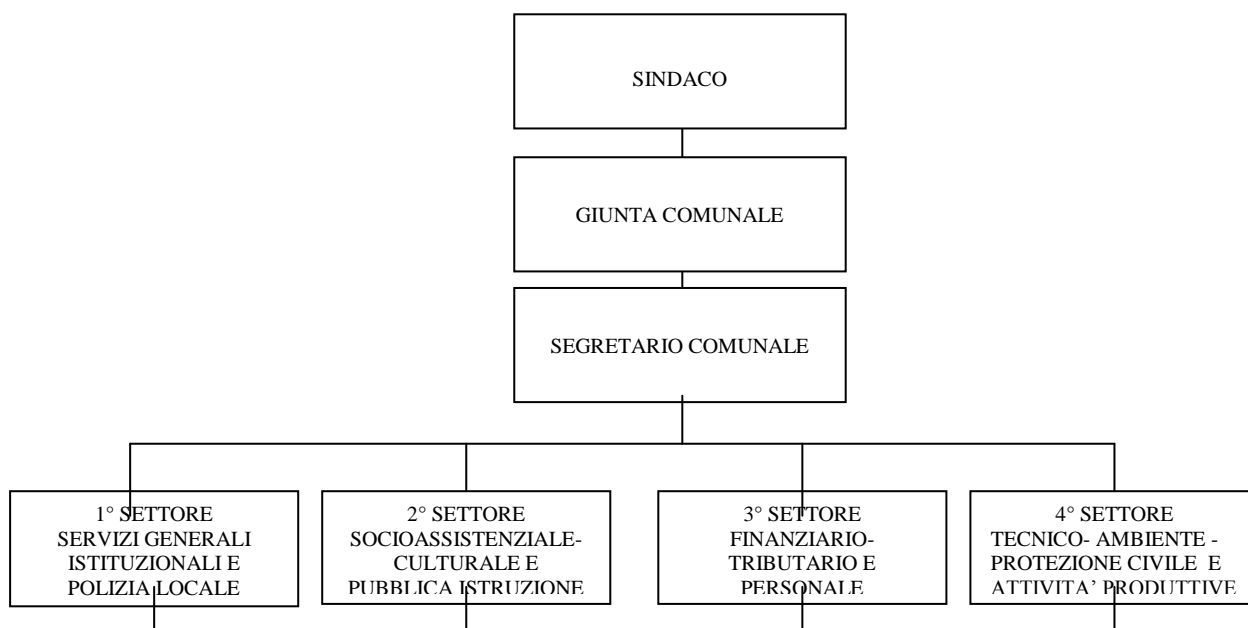 SINDACO
GIUNTA COMUNALE
SEGRETARIO COMUNALE
1° SETTORE
SERVIZI GENERALI
ISTITUZIONALI E
POLIZIA LOCALE
2° SETTORE
SOCIOASSISTENZIALE-
CULTURALE E
PUBBLICA ISTRUZIONE
3° SETTORE
FINANZIARIO-
TRIBUTARIO E
PERSONALE
4° SETTORE
TECNICO- AMBIENTE -
PROTEZIONE CIVILE E
ATTIVITA’ PRODUTTIVE